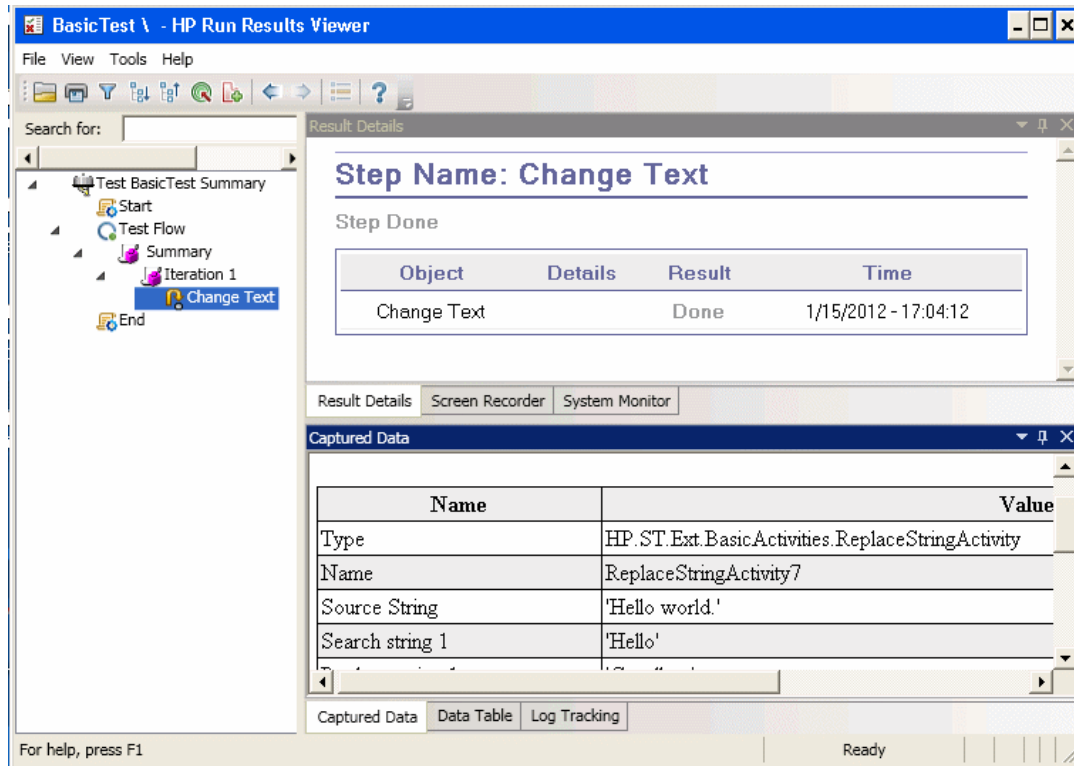 BasicTest \ - HP Run Results Viewer
File View Tools Help
Search for:
Test BasicTest Summary
Start
Test Flow
Summary
Iteration 1
Change Text
End
Result Details
Step Name: Change Text
Step Done
Object Details Result Time
Change Text Done 1/15/2012 - 17:04:12
Result Details Screen Recorder System Monitor
Captured Data
Name Value
Type HP.ST.Ext.BasicActivities.ReplaceStringActivity
Name ReplaceStringActivity7
Source String 'Hello world.'
Search string 1 'Hello'
Captured Data Data Table Log Tracking
For help, press F1 Ready